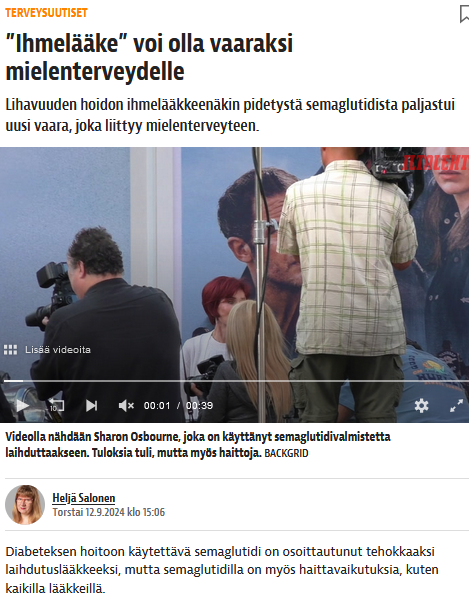 TERVEYSUUTISET
”Ihmelääke” voi olla vaaraksi
mielenterveydelle
Lihavuuden hoidon ihmelääkkeenäkin pidetystä semaglutidista paljastui
uusi vaara, joka liittyy mielenterveyteen.
ILTALEHTI
Lisää videoita
10
00:01 / 00:39
Videolla nähdään Sharon Osbourne, joka on käyttänyt semaglutidivalmistetta
laihduttaakseen. Tuloksia tuli, mutta myös haittoja. BACKGRID
Heljä Salonen
Torstai 12.9.2024 klo 15:06
Diabeteksen hoitoon käytettävä semaglutidi on osoittautunut tehokkaaksi
laihdutuslääkkeeksi, mutta semaglutidilla on myös haittavaikutuksia, kuten
kaikilla lääkkeillä.